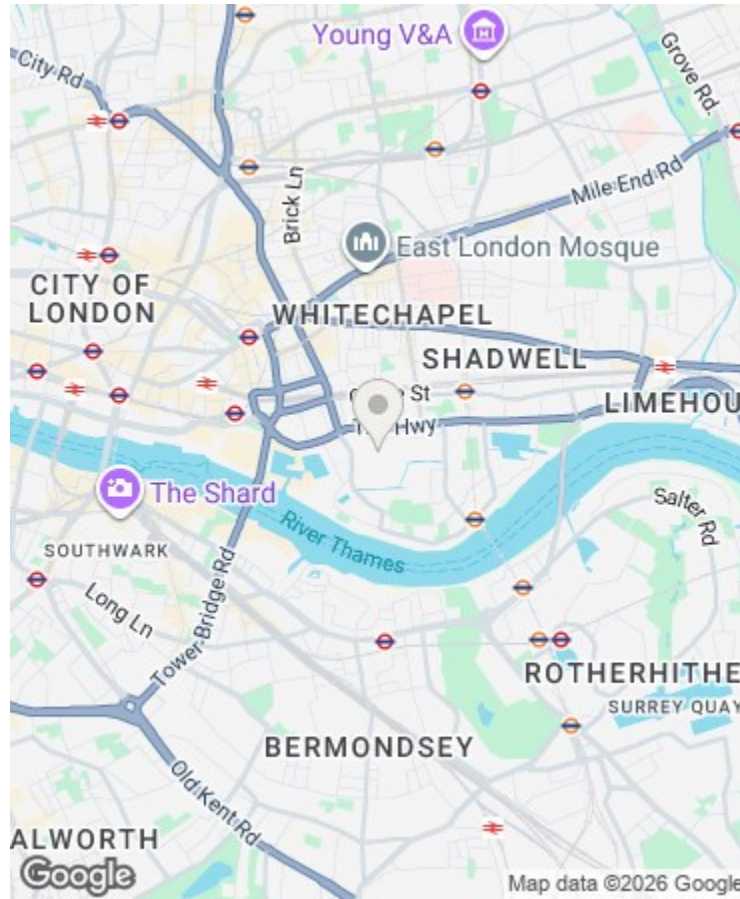 Young V&A
City Rd
Grove Rd.
Brick Ln
Mile End Rd
East London Mosque
CITY OF
LONDON
WHITECHAPEL
SHADWELL
St
Hwy
LIMEHOU
The Shard
River Thames
Salter Rd
SOUTHWARK
Long Ln
Tower Bridge Rd
ROTHERHITHE
SURREY QUAY
BERMONDSEY
Old Kent Rd
ALWORTH
Google
Map data ©2026 Google